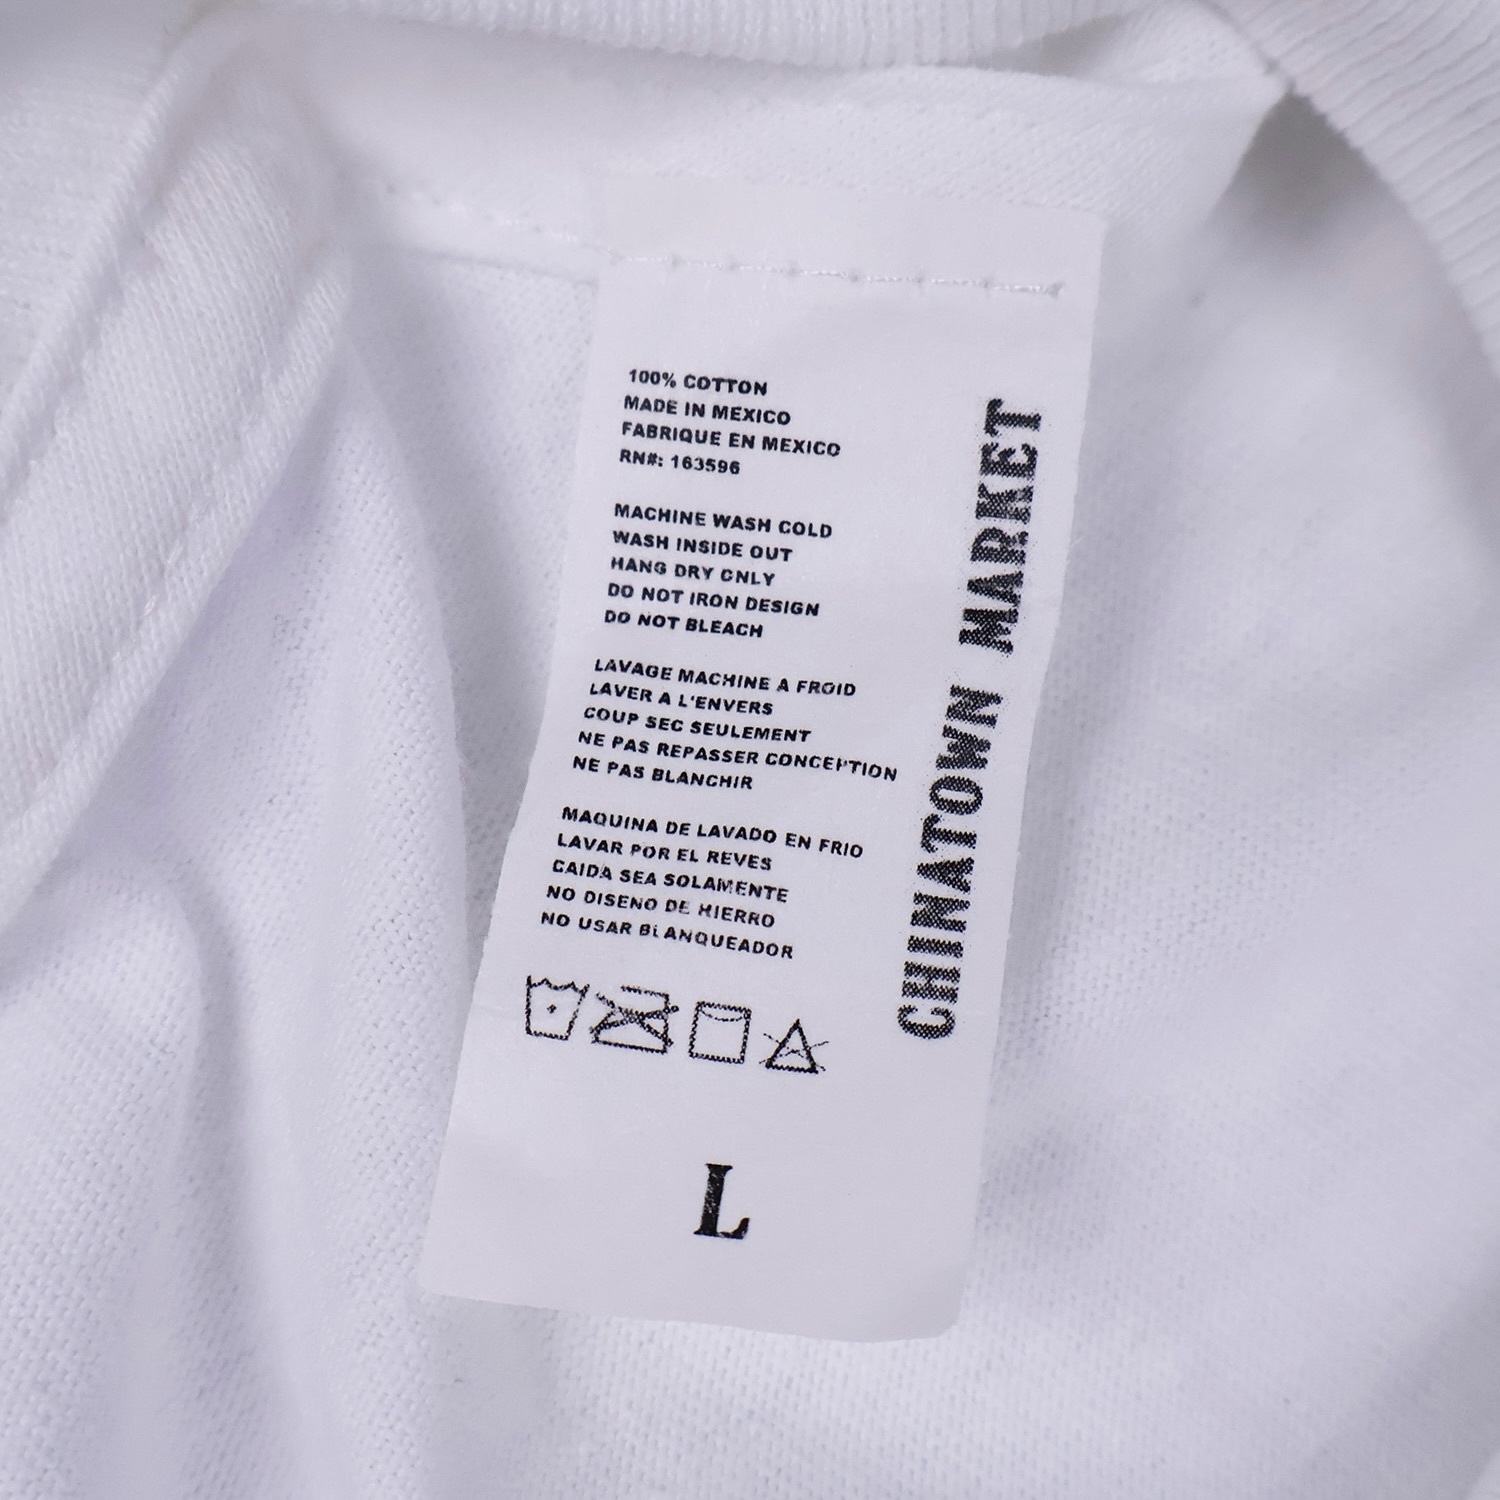 100% COTTON
MADE IN MEXICO
FABRIQUE EN MEXICO
RN#: 163596
MACHINE WASH COLD
WASH INSIDE OUT
HANG DRY ONLY
DO NOT IRON DESIGN
DO NOT BLEACH
LAVAGE MACHINE A FROID
LAVER A L'ENVERS
COUP SEC SEULEMENT
NE PAS REPASSER CONCEPTION
NE PAS BLANCHIR
MAQUINA DE LAVADO EN FRIO
LAVAR POR EL REVES
CAIDA SEA SOLAMENTE
NO DISENO DE HIERRO
NO USAR BLANQUEADOR
L
CHINATOWN MARKET